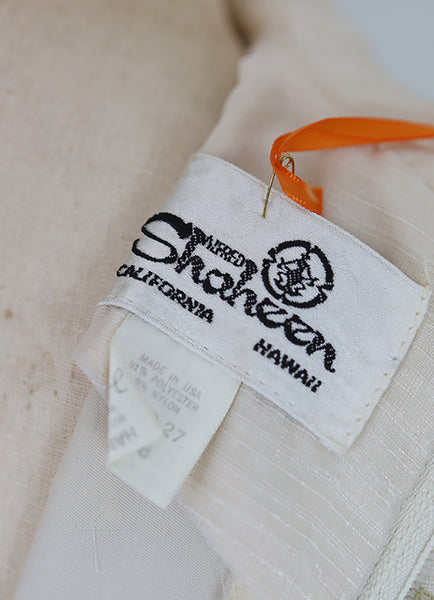 ALFRED
Shaheen
CALIFORNIA
HAWAII
MADE IN USA
91% POLYESTER
9% NYLON
27